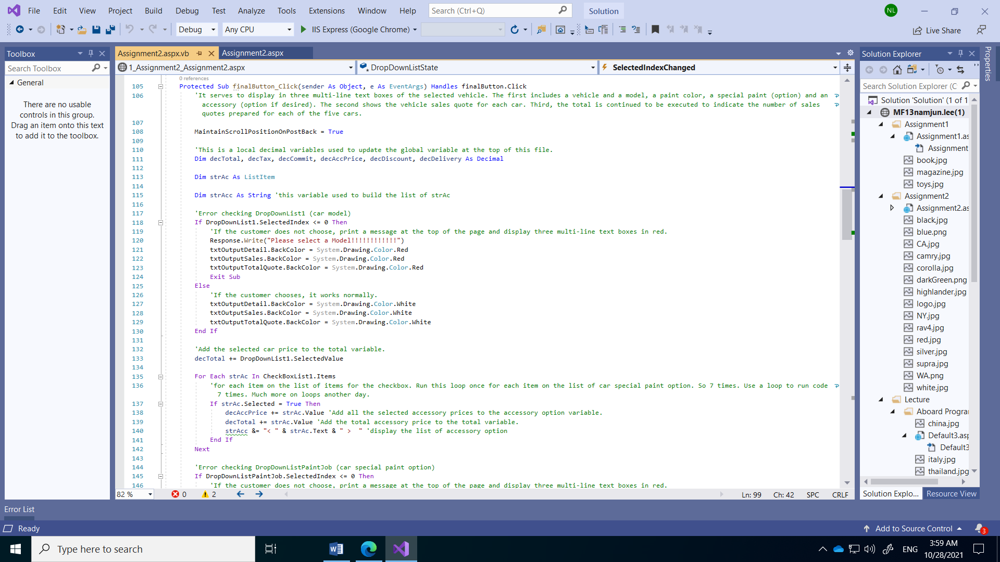 File Edit View Project Build Debug Test Analyze Tools Extensions Window Help Search (Ctrl+Q) Solution NL
Debug Any CPU IIS Express (Google Chrome) Live Share
Toolbox
Search Toolbox
General
There are no usable
controls in this group.
Drag an item onto this text
to add it to the toolbox.
Assignment2.aspx.vb Assignment2.aspx
1_Assignment2_Assignment2.aspx DropDownListState SelectedIndexChanged
0 references
105 Protected Sub finalButton_Click(sender As Object, e As EventArgs) Handles finalButton.Click
106 'It serves to display in three multi-line text boxes of the selected vehicle. The first includes a vehicle and a model, a paint color, a special paint (option) and an
accessory (option if desired). The second shows the vehicle sales quote for each car. Third, the total is continued to be executed to indicate the number of sales
quotes prepared for each of the five cars.
107
108 MaintainScrollPositionOnPostBack = True
109
110 'This is a local decimal variables used to update the global variable at the top of this file.
111 Dim decTotal, decTax, decCommit, decAccPrice, decDiscount, decDelivery As Decimal
112
113 Dim strAc As ListItem
114
115 Dim strAcc As String 'this variable used to build the list of strAc
116
117 'Error checking DropDownList1 (car model)
118 If DropDownList1.SelectedIndex <= 0 Then
119 'If the customer does not choose, print a message at the top of the page and display three multi-line text boxes in red.
120 Response.Write("Please select a Model!!!!!!!!!!!!")
121 txtOutputDetail.BackColor = System.Drawing.Color.Red
122 txtOutputSales.BackColor = System.Drawing.Color.Red
123 txtOutputTotalQuote.BackColor = System.Drawing.Color.Red
124 Exit Sub
125 Else
126 'If the customer chooses, it works normally.
127 txtOutputDetail.BackColor = System.Drawing.Color.White
128 txtOutputSales.BackColor = System.Drawing.Color.White
129 txtOutputTotalQuote.BackColor = System.Drawing.Color.White
130 End If
131
132 'Add the selected car price to the total variable.
133 decTotal += DropDownList1.SelectedValue
134
135 For Each strAc In CheckBoxList1.Items
136 'for each item on the list of items for the checkbox. Run this loop once for each item on the list of car special paint option. So 7 times. Use a loop to run code
7 times. Much more on loops another day.
137 If strAc.Selected = True Then
138 decAccPrice += strAc.Value 'Add all the selected accessory prices to the accessory option variable.
139 decTotal += strAc.Value 'Add the total accessory price to the total variable.
140 strAcc &= "< " & strAc.Text & " >  " 'display the list of accessory option
141 End If
142 Next
143
144 'Error checking DropDownListPaintJob (car special paint option)
145 If DropDownListPaintJob.SelectedIndex <= 0 Then
146 'If the customer does not choose, print a message at the top of the page and display three multi-line text boxes in red.
82 % 0 2 Ln: 99 Ch: 42 SPC CRLF
Solution Explorer
Search Solution Explorer (C
Solution 'Solution' (1 of 1
MF13namjun.lee(1)
Assignment1
Assignment1.as
Assignment
book.jpg
magazine.jpg
toys.jpg
Assignment2
Assignment2.as
black.jpg
blue.png
CA.jpg
camry.jpg
corolla.jpg
darkGreen.png
highlander.jpg
logo.jpg
NY.jpg
rav4.jpg
red.jpg
silver.jpg
supra.jpg
WA.png
white.jpg
Lecture
Aboard Progra
china.jpg
Default3.asp
Default3
italy.jpg
thailand.jpg
Solution Explo... Resource View
Properties
Error List
Ready Add to Source Control 3
Type here to search ENG 3:59 AM
10/28/2021